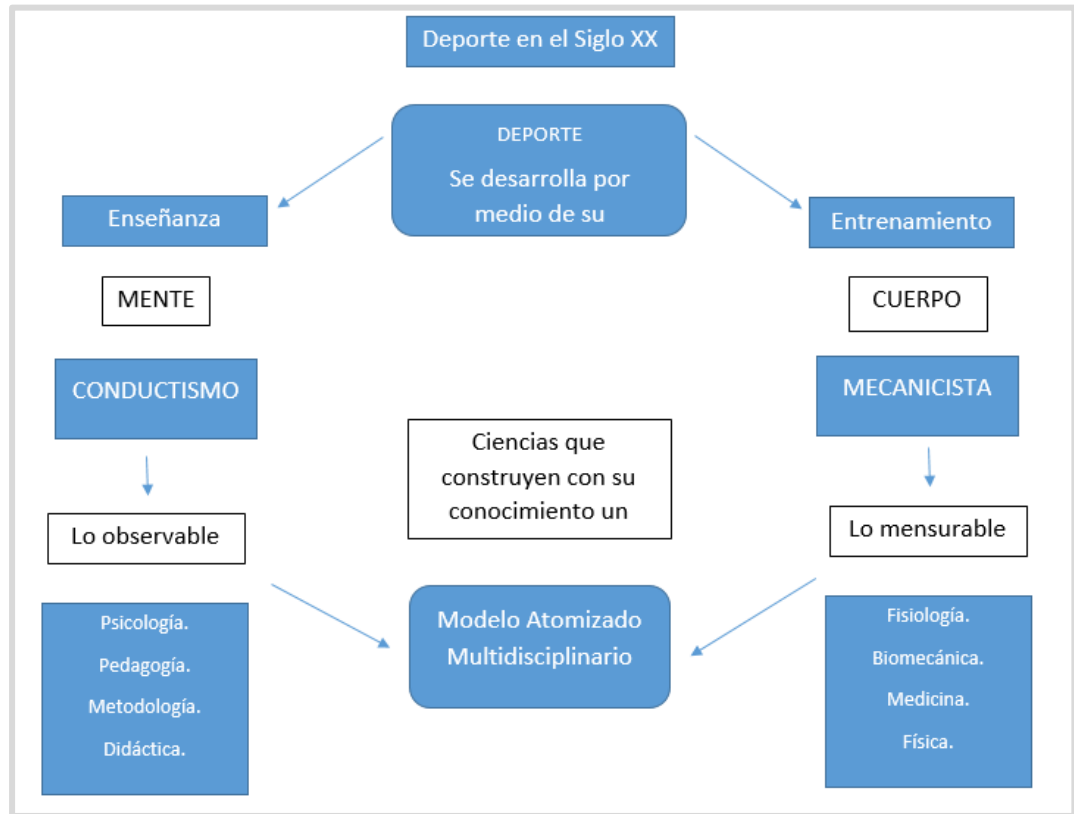 Deporte en el Siglo XX
DEPORTE
Se desarrolla por
medio de su
Enseñanza
Entrenamiento
MENTE
CUERPO
CONDUCTISMO
MECANICISTA
Ciencias que
construyen con su
conocimiento un
Lo observable
Lo mensurable
Modelo Atomizado
Multidisciplinario
Psicología.
Pedagogía.
Metodología.
Didáctica.
Fisiología.
Biomecánica.
Medicina.
Física.